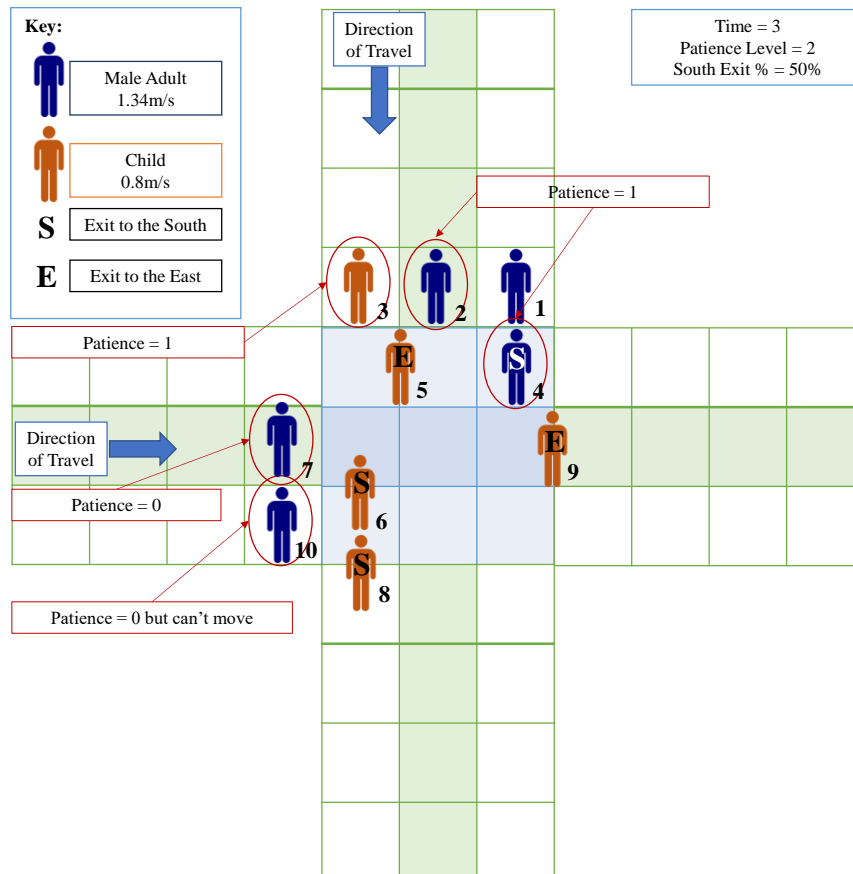 Key:
Male Adult
1.34m/s
Child
0.8m/s
S
Exit to the South
E
Exit to the East
Direction
of Travel
Time = 3
Patience Level = 2
South Exit % = 50%
Patience = 1
3
2
1
Patience = 1
E
5
S
4
Direction
of Travel
7
E
9
Patience = 0
S
6
10
S
8
Patience = 0 but can't move